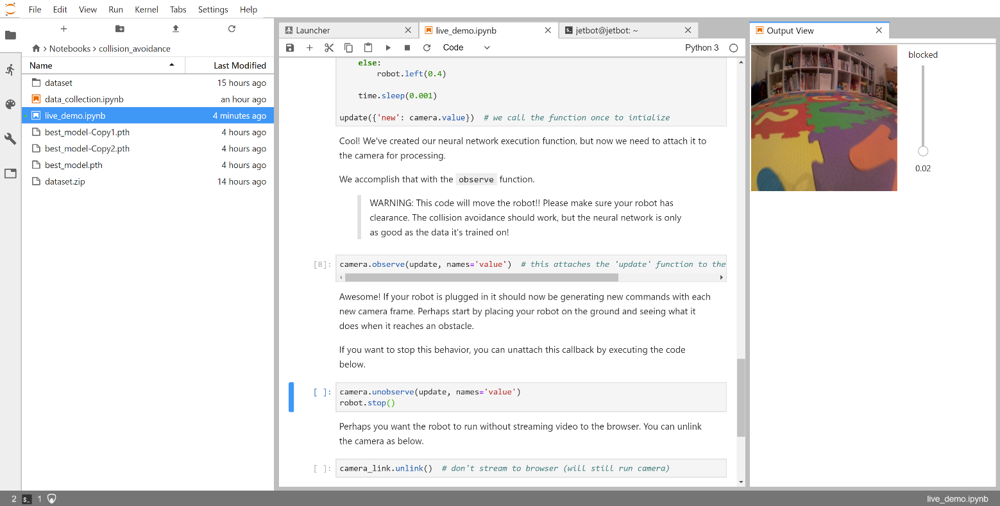 File Edit View Run Kernel Tabs Settings Help
Launcher live_demo.ipynb jetbot@jetbot: ~ Output View
Code Python 3
Notebooks collision_avoidance
Name Last Modified
dataset 15 hours ago
data_collection.ipynb an hour ago
live_demo.ipynb 4 minutes ago
best_model-Copy1.pth 4 hours ago
best_model-Copy2.pth 4 hours ago
best_model.pth 4 hours ago
dataset.zip 14 hours ago
else:
robot.left(0.4)
time.sleep(0.001)
update({'new': camera.value})  # we call the function once to intialize
Cool! We've created our neural network execution function, but now we need to attach it to
the camera for processing.
We accomplish that with the observe function.
WARNING: This code will move the robot!! Please make sure your robot has
clearance. The collision avoidance should work, but the neural network is only
as good as the data it's trained on!
[8]: camera.observe(update, names='value')  # this attaches the 'update' function to the
Awesome! If your robot is plugged in it should now be generating new commands with each
new camera frame. Perhaps start by placing your robot on the ground and seeing what it
does when it reaches an obstacle.
If you want to stop this behavior, you can unattach this callback by executing the code
below.
[ ]: camera.unobserve(update, names='value')
robot.stop()
Perhaps you want the robot to run without streaming video to the browser. You can unlink
the camera as below.
[ ]: camera_link.unlink()  # don't stream to browser (will still run camera)
blocked
0.02
2 $_ 1 live_demo.ipynb